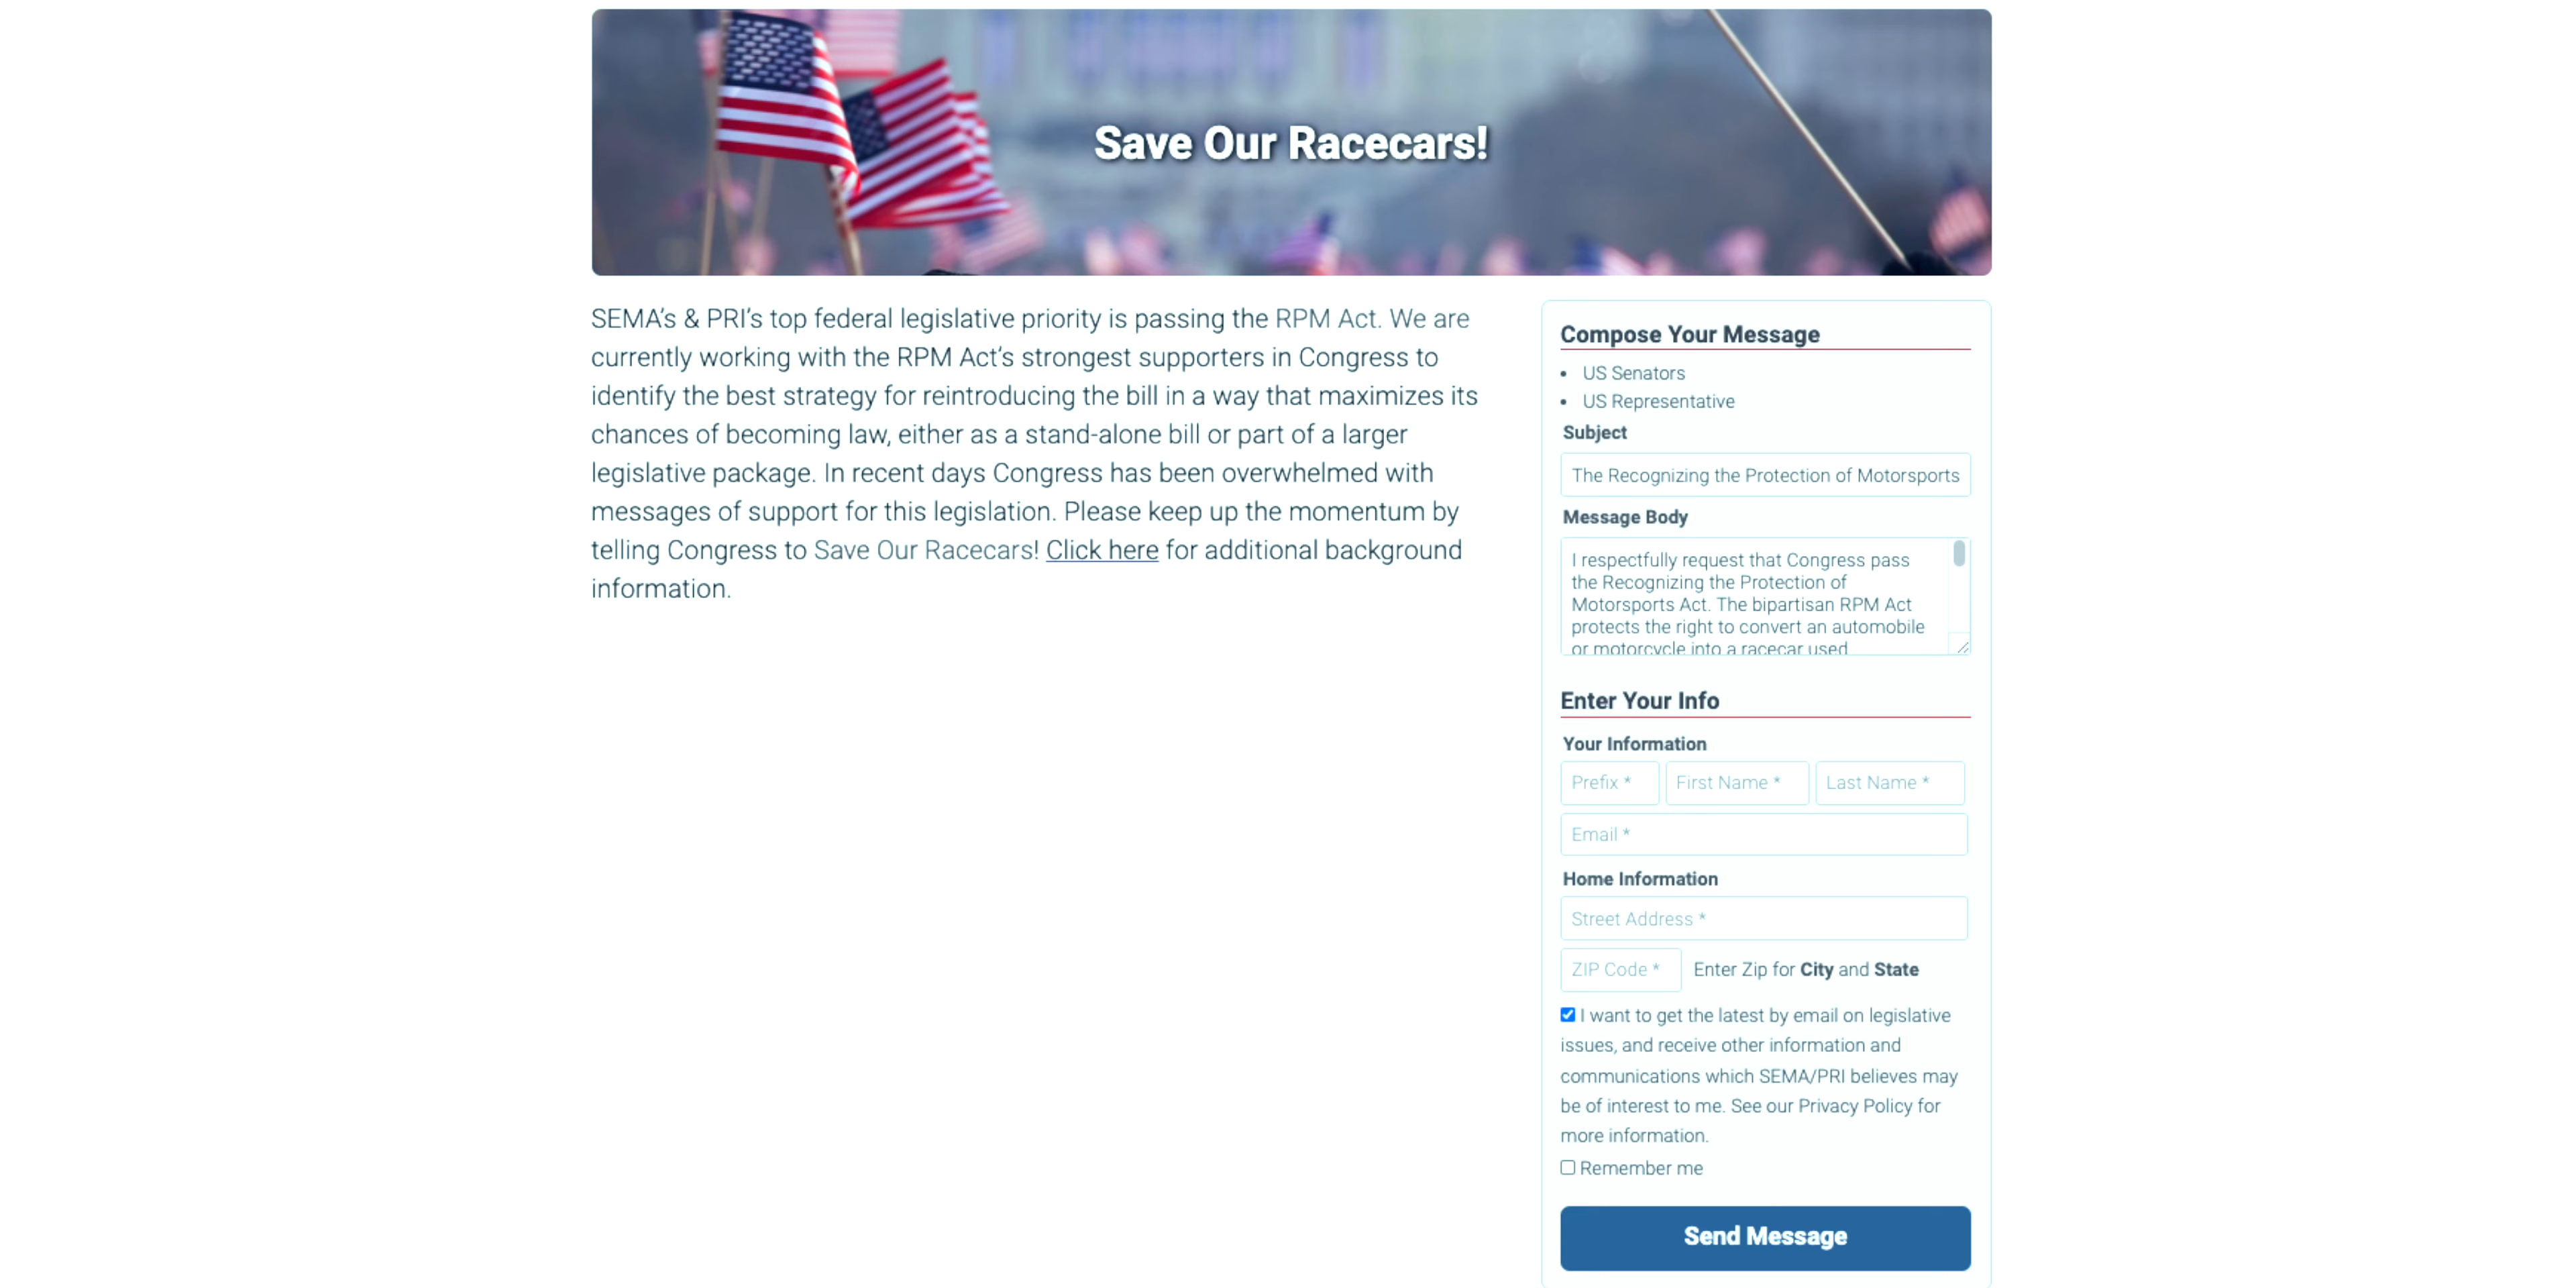 Save Our Racecars!
SEMA’s & PRI’s top federal legislative priority is passing the RPM Act. We are
currently working with the RPM Act’s strongest supporters in Congress to
identify the best strategy for reintroducing the bill in a way that maximizes its
chances of becoming law, either as a stand-alone bill or part of a larger
legislative package. In recent days Congress has been overwhelmed with
messages of support for this legislation. Please keep up the momentum by
telling Congress to Save Our Racecars! Click here for additional background
information.
Compose Your Message
• US Senators
• US Representative
Subject
The Recognizing the Protection of Motorsports
Message Body
I respectfully request that Congress pass
the Recognizing the Protection of
Motorsports Act. The bipartisan RPM Act
protects the right to convert an automobile
or motorcycle into a racecar used
Enter Your Info
Your Information
Prefix * First Name * Last Name *
Email *
Home Information
Street Address *
ZIP Code * Enter Zip for City and State
I want to get the latest by email on legislative
issues, and receive other information and
communications which SEMA/PRI believes may
be of interest to me. See our Privacy Policy for
more information.
Remember me
Send Message